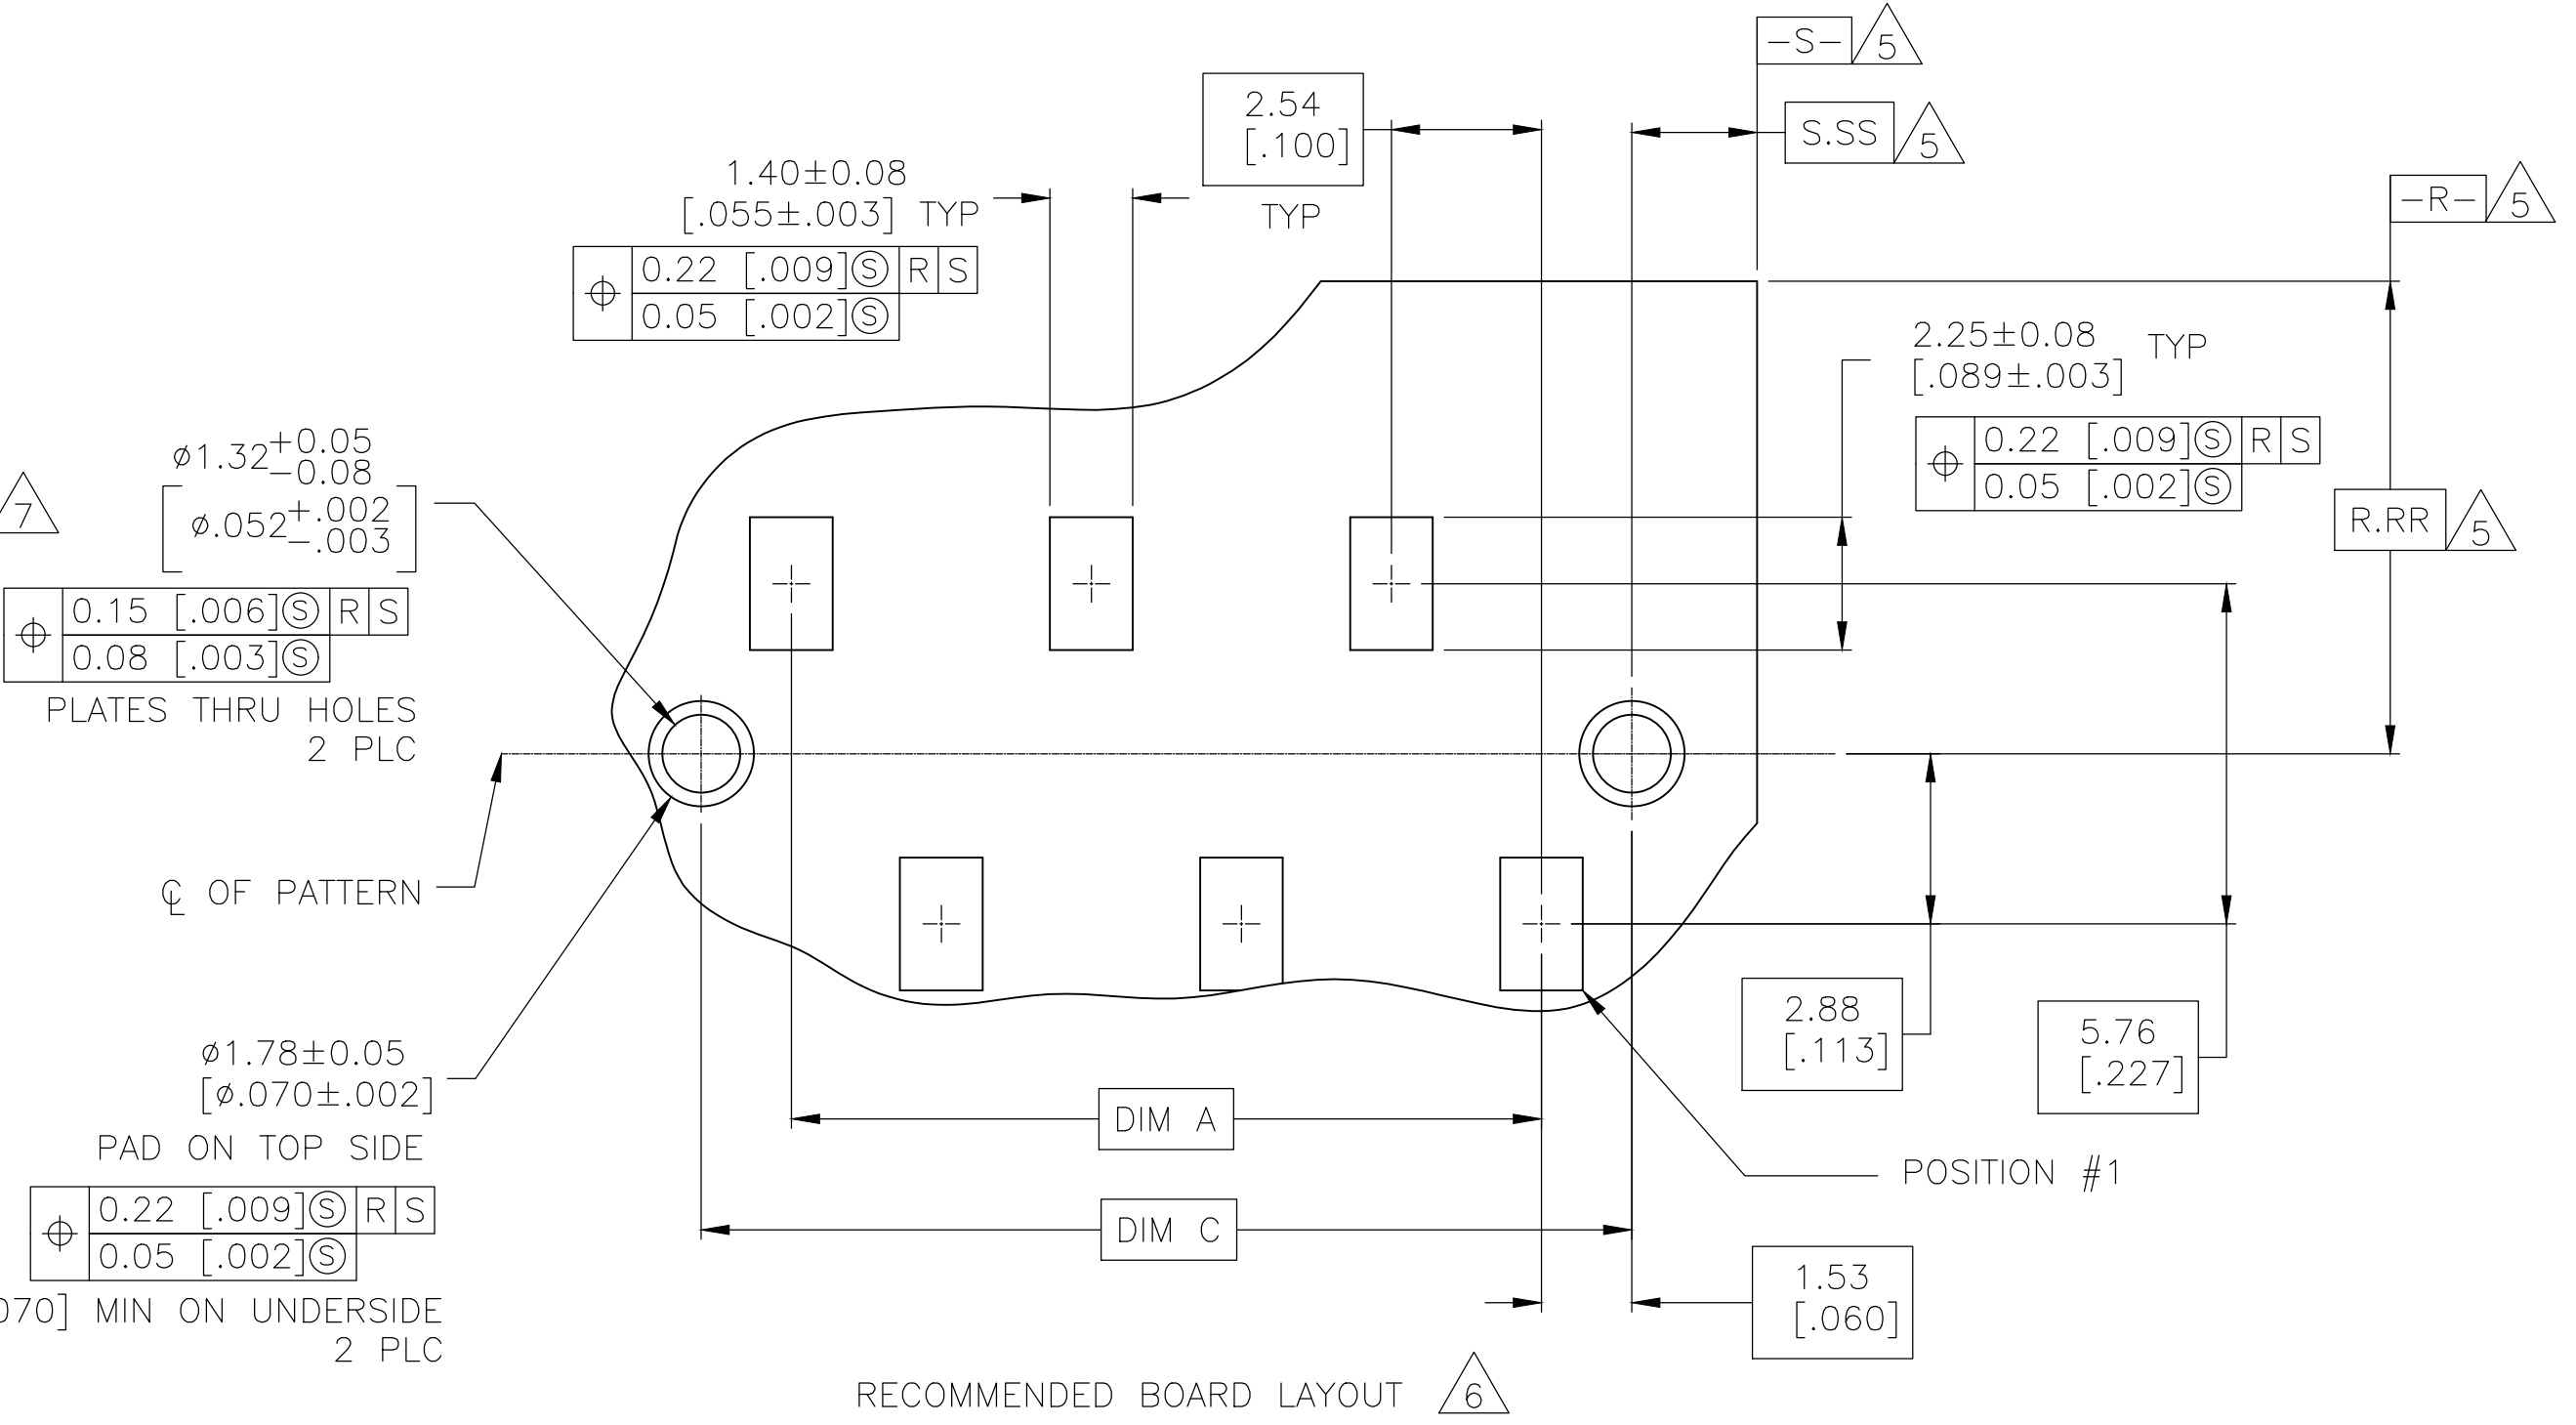 -S- 5
2.54
[.100]
TYP
S.SS 5
1.40±0.08
[.055±.003] TYP
0.22 [.009]Ⓢ R S
0.05 [.002]Ⓢ
-R- 5
2.25±0.08 TYP
[.089±.003]
0.22 [.009]Ⓢ R S
0.05 [.002]Ⓢ
R.RR 5
7
ø1.32+0.05
-0.08
[ø.052+.002
-.003]
0.15 [.006]Ⓢ R S
0.08 [.003]Ⓢ
PLATES THRU HOLES
2 PLC
℄ OF PATTERN
ø1.78±0.05
[ø.070±.002]
PAD ON TOP SIDE
0.22 [.009]Ⓢ R S
0.05 [.002]Ⓢ
070] MIN ON UNDERSIDE
2 PLC
2.88
[.113]
5.76
[.227]
DIM A
POSITION #1
DIM C
1.53
[.060]
RECOMMENDED BOARD LAYOUT 6